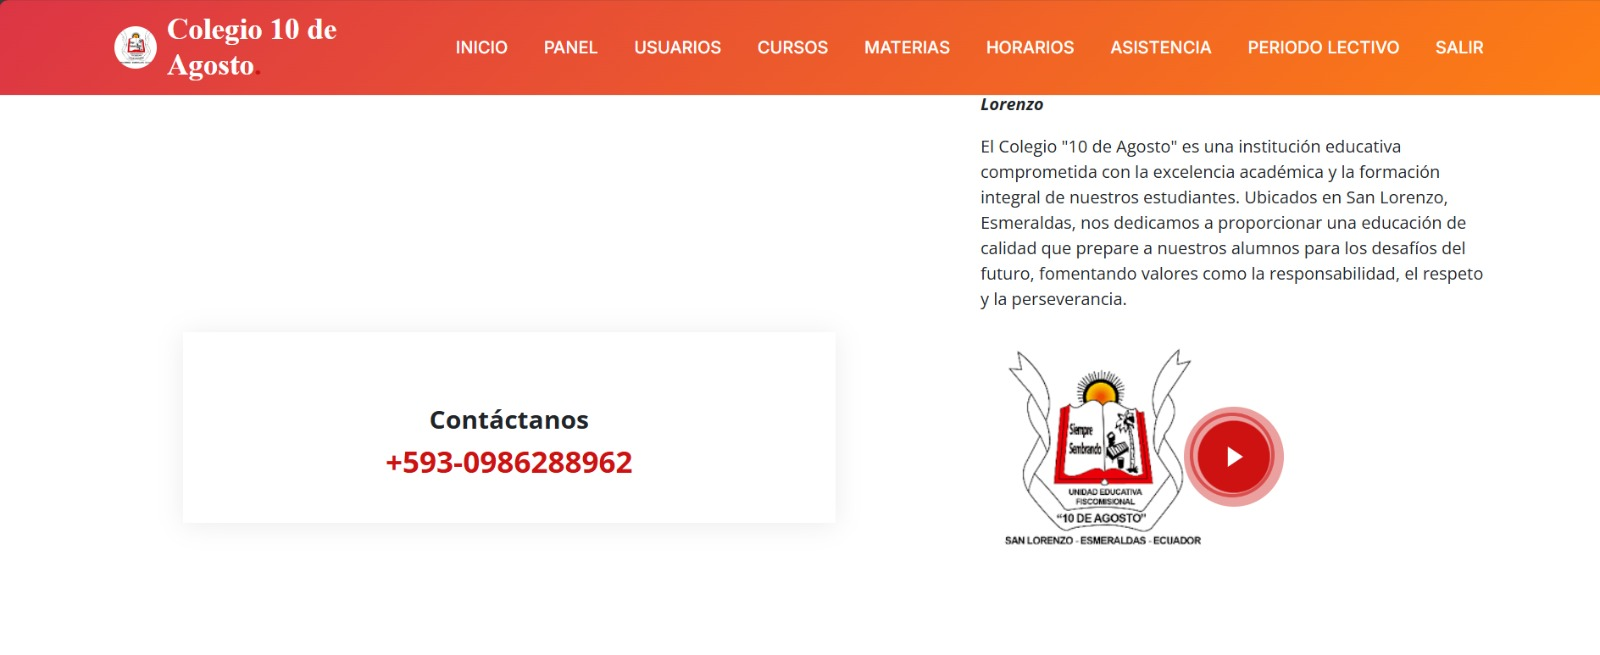 Colegio 10 de
Agosto.
INICIO PANEL USUARIOS CURSOS MATERIAS HORARIOS ASISTENCIA PERIODO LECTIVO SALIR
Lorenzo
El Colegio "10 de Agosto" es una institución educativa
comprometida con la excelencia académica y la formación
integral de nuestros estudiantes. Ubicados en San Lorenzo,
Esmeraldas, nos dedicamos a proporcionar una educación de
calidad que prepare a nuestros alumnos para los desafíos del
futuro, fomentando valores como la responsabilidad, el respeto
y la perseverancia.
Contáctanos
+593-0986288962
Siempre
Sembrando
UNIDAD EDUCATIVA
FISCOMISIONAL
"10 DE AGOSTO"
SAN LORENZO - ESMERALDAS - ECUADOR